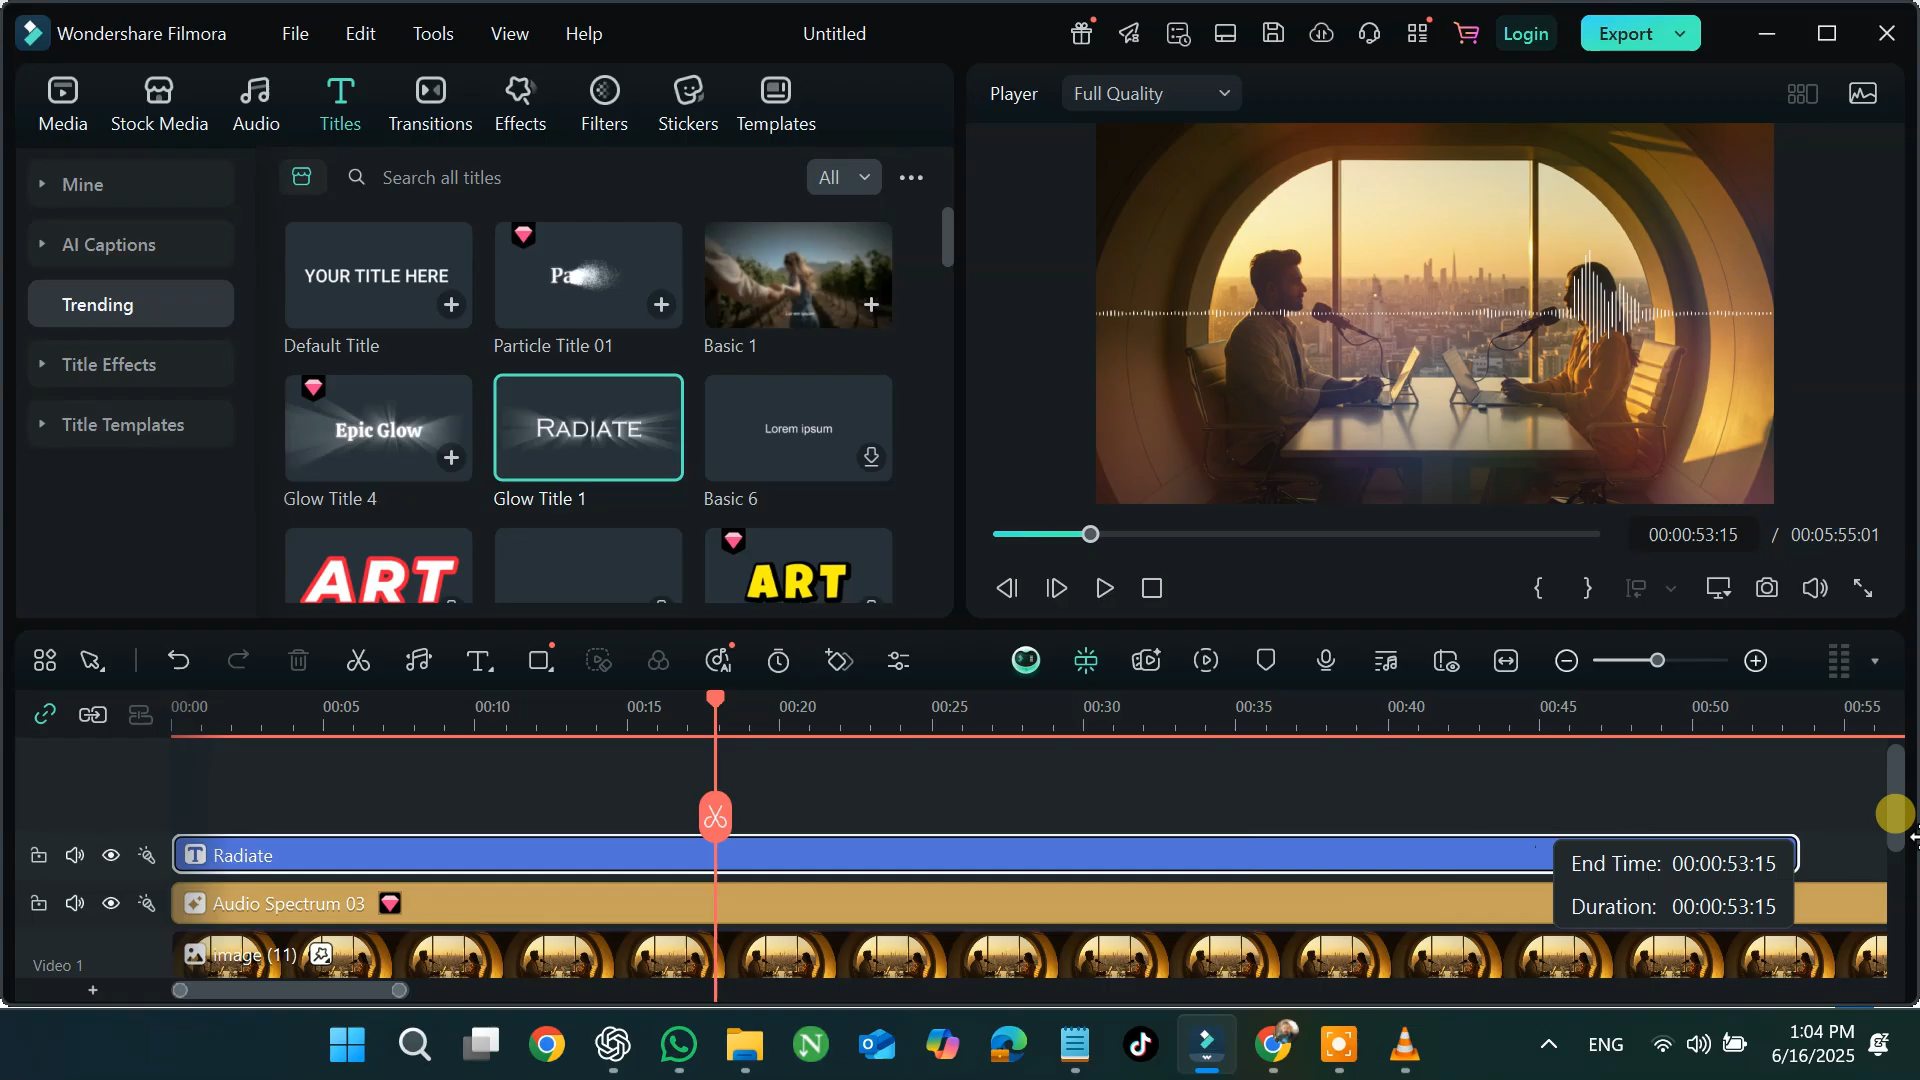 Wondershare Filmora
File
Edit
Tools
View
Help
Untitled
Login
Export
Media
Stock Media
Audio
Titles
Transitions
Effects
Filters
Stickers
Templates
Player
Full Quality
Mine
AI Captions
Trending
Title Effects
Title Templates
Search all titles
All
YOUR TITLE HERE
Default Title
Particle Title 01
Basic 1
Epic Glow
Glow Title 4
RADIATE
Glow Title 1
Lorem ipsum
Basic 6
ART
ART
00:00:53:15 / 00:05:55:01
00:00
00:05
00:10
00:15
00:20
00:25
00:30
00:35
00:40
00:45
00:50
00:55
T Radiate
End Time: 00:00:53:15
Duration: 00:00:53:15
Audio Spectrum 03
image (11)
Video 1
ENG
1:04 PM
6/16/2025